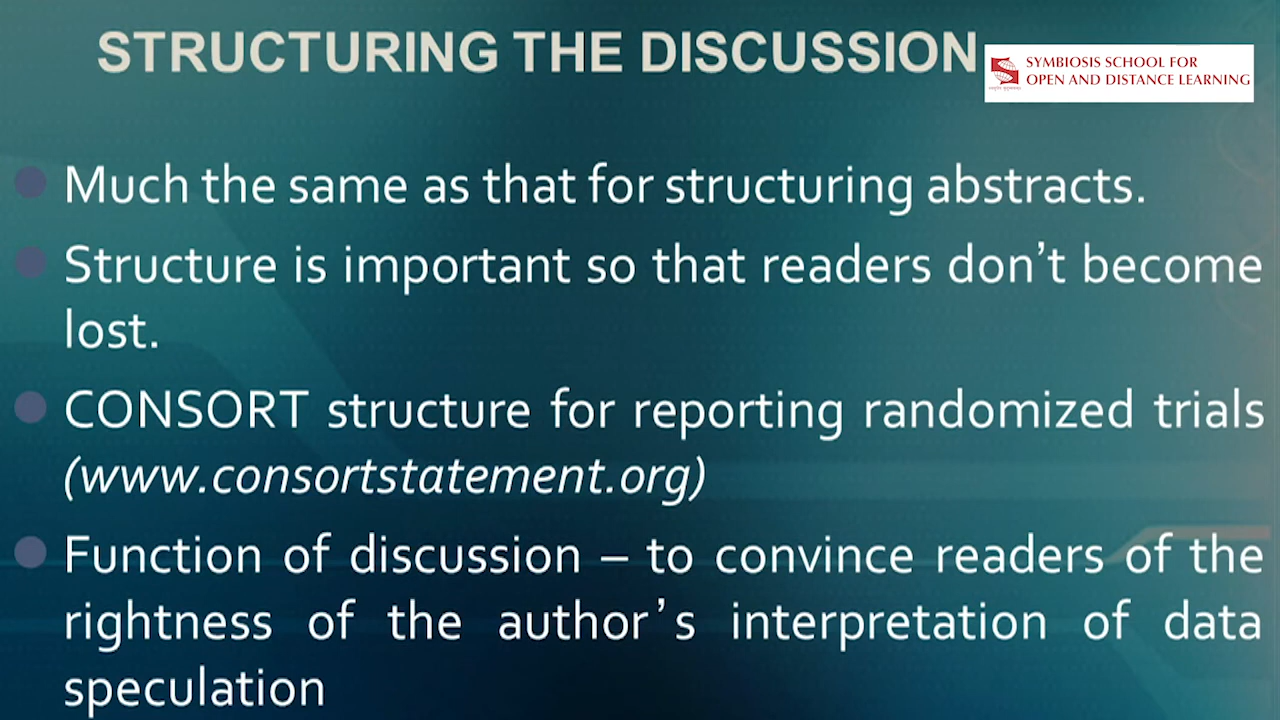 STRUCTURING THE DISCUSSION
SYMBIOSIS SCHOOL FOR
OPEN AND DISTANCE LEARNING
Much the same as that for structuring abstracts.
Structure is important so that readers don’t become
lost.
CONSORT structure for reporting randomized trials
(www.consortstatement.org)
Function of discussion – to convince readers of the
rightness of the author’s interpretation of data
speculation